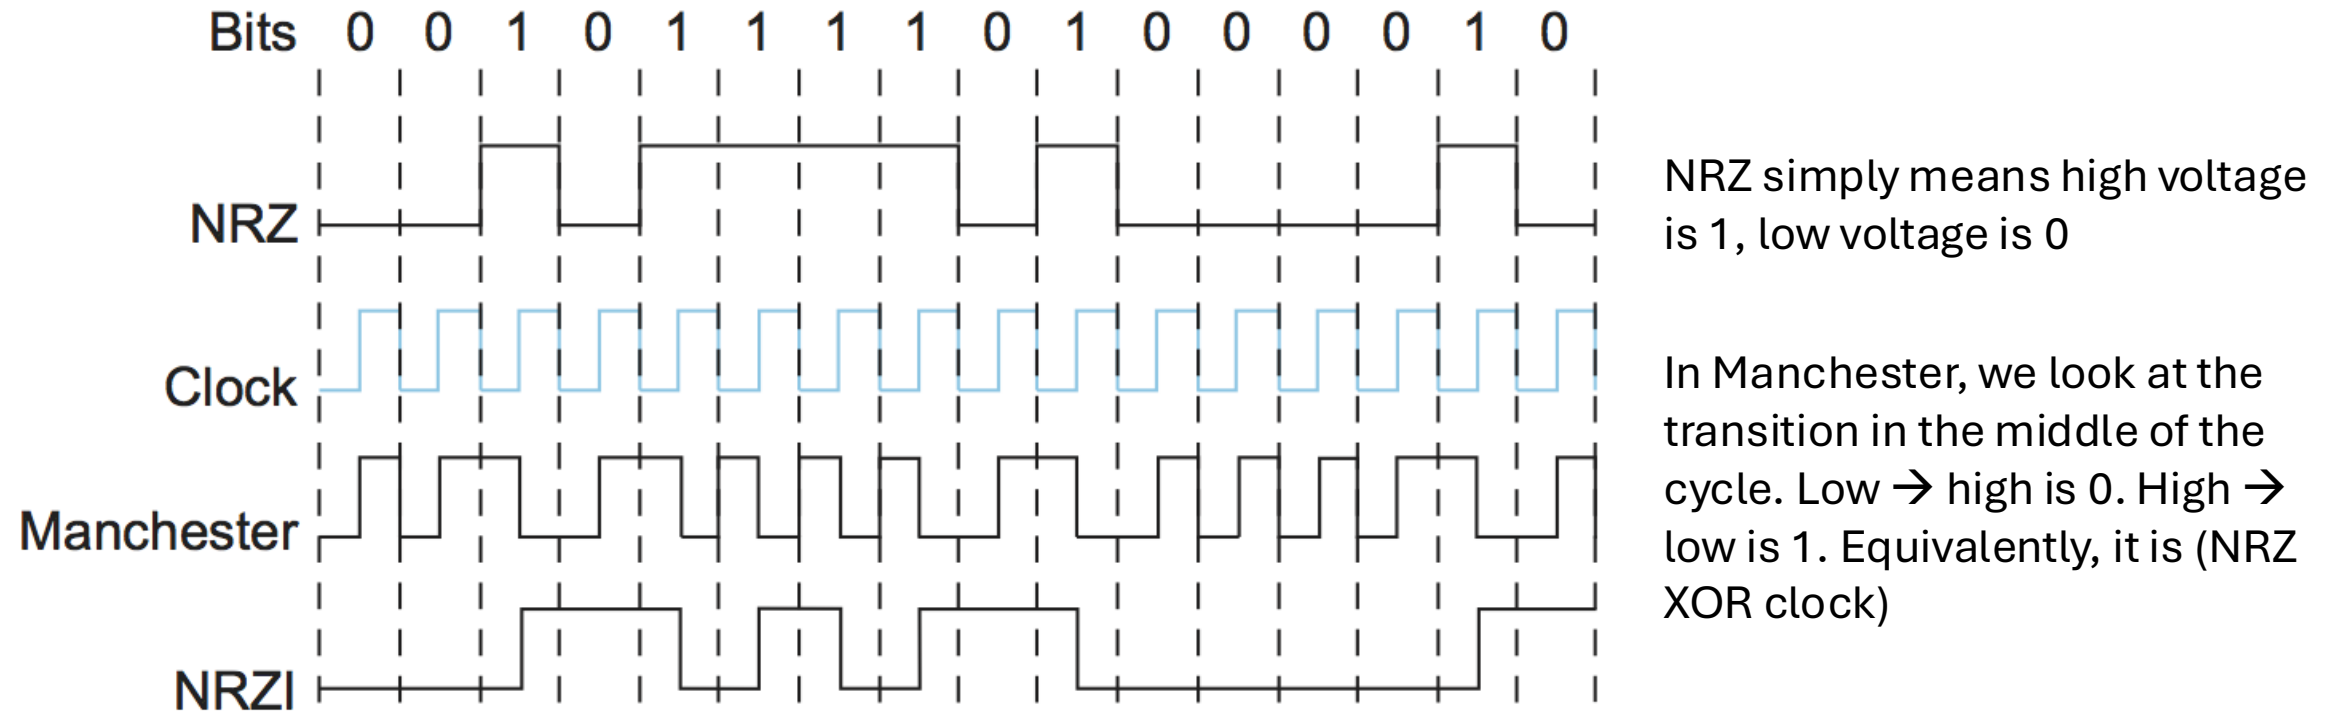 Bits 0 0 1 0 1 1 1 1 0 1 0 0 0 0 1 0
NRZ
Clock
Manchester
NRZI
NRZ simply means high voltage
is 1, low voltage is 0
In Manchester, we look at the
transition in the middle of the
cycle. Low → high is 0. High →
low is 1. Equivalently, it is (NRZ
XOR clock)